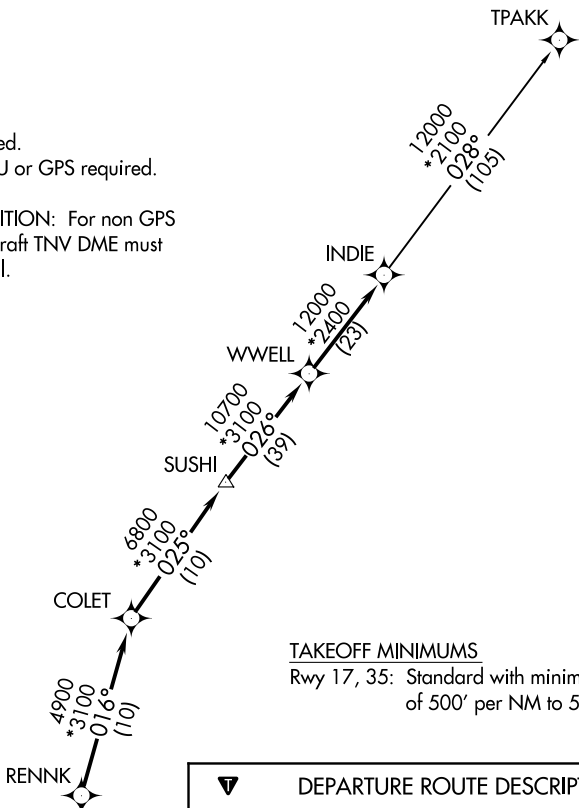 TPAKK
ed.
U or GPS required.
12000
*2100
028°
(105)
ITION: For non GPS
raft TNV DME must
l.
INDIE
12000
*2400
(23)
WWELL
10700
*3100
026°
(39)
SUSHI
6800
*3100
025°
(10)
COLET
TAKEOFF MINIMUMS
Rwy 17, 35: Standard with minim
of 500' per NM to 5
4900
*3100
016°
(10)
RENNK
T
DEPARTURE ROUTE DESCRIPT